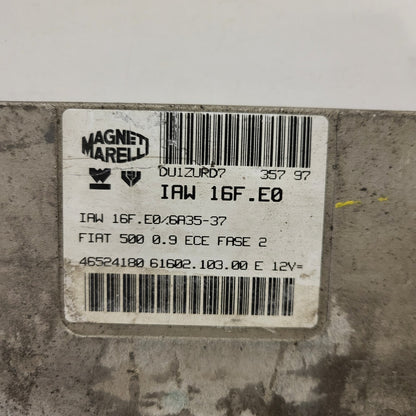 MAGNETI
MARELLI
DU1ZURD7 357 97
IAW 16F.E0
IAW 16F.E0/6A35-37
FIAT 500 0.9 ECE FASE 2
46524180 61602.103.00 E 12V=